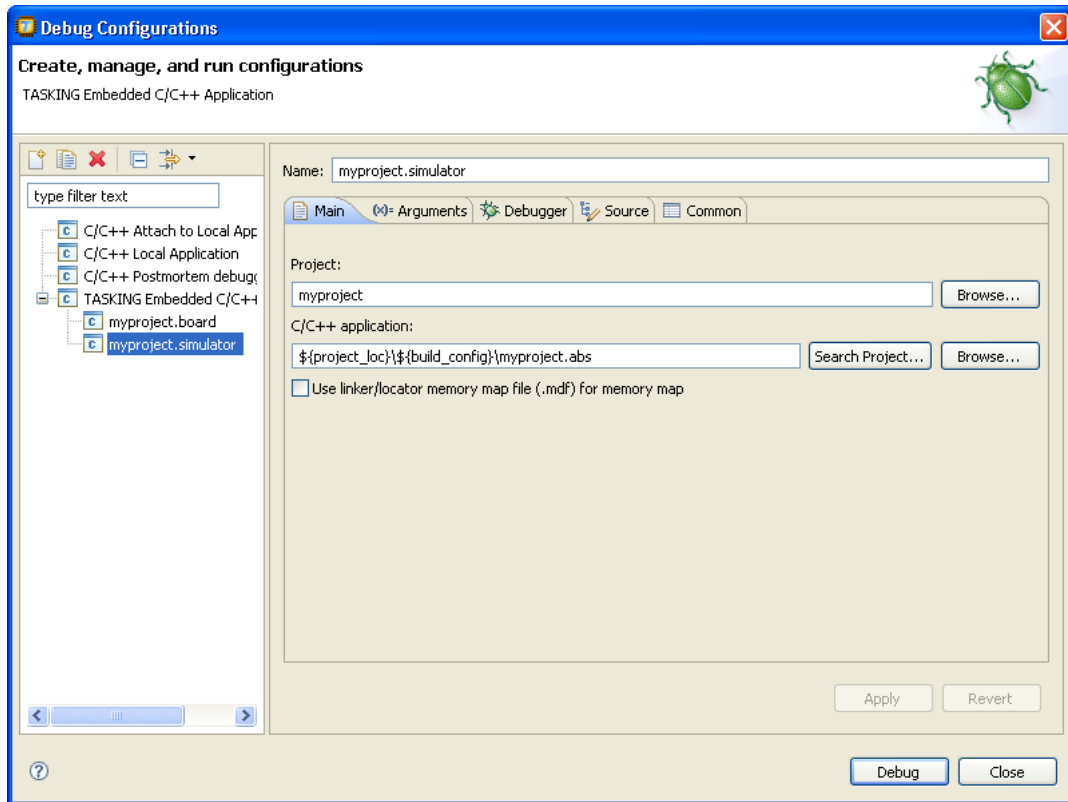 Debug Configurations
Create, manage, and run configurations
TASKING Embedded C/C++ Application
type filter text
C/C++ Attach to Local App
C/C++ Local Application
C/C++ Postmortem debugg
TASKING Embedded C/C++
myproject.board
myproject.simulator
Name: myproject.simulator
Main (x)= Arguments Debugger Source Common
Project:
myproject Browse...
C/C++ application:
${project_loc}\${build_config}\myproject.abs Search Project... Browse...
Use linker/locator memory map file (.mdf) for memory map
Apply Revert
Debug Close